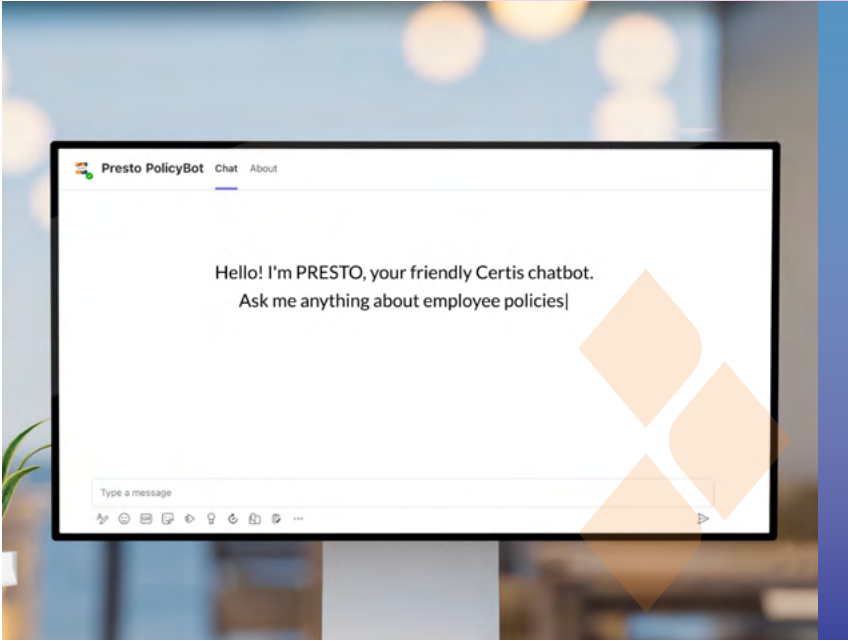 Presto PolicyBot Chat About
Hello! I'm PRESTO, your friendly Certis chatbot.
Ask me anything about employee policies|
Type a message